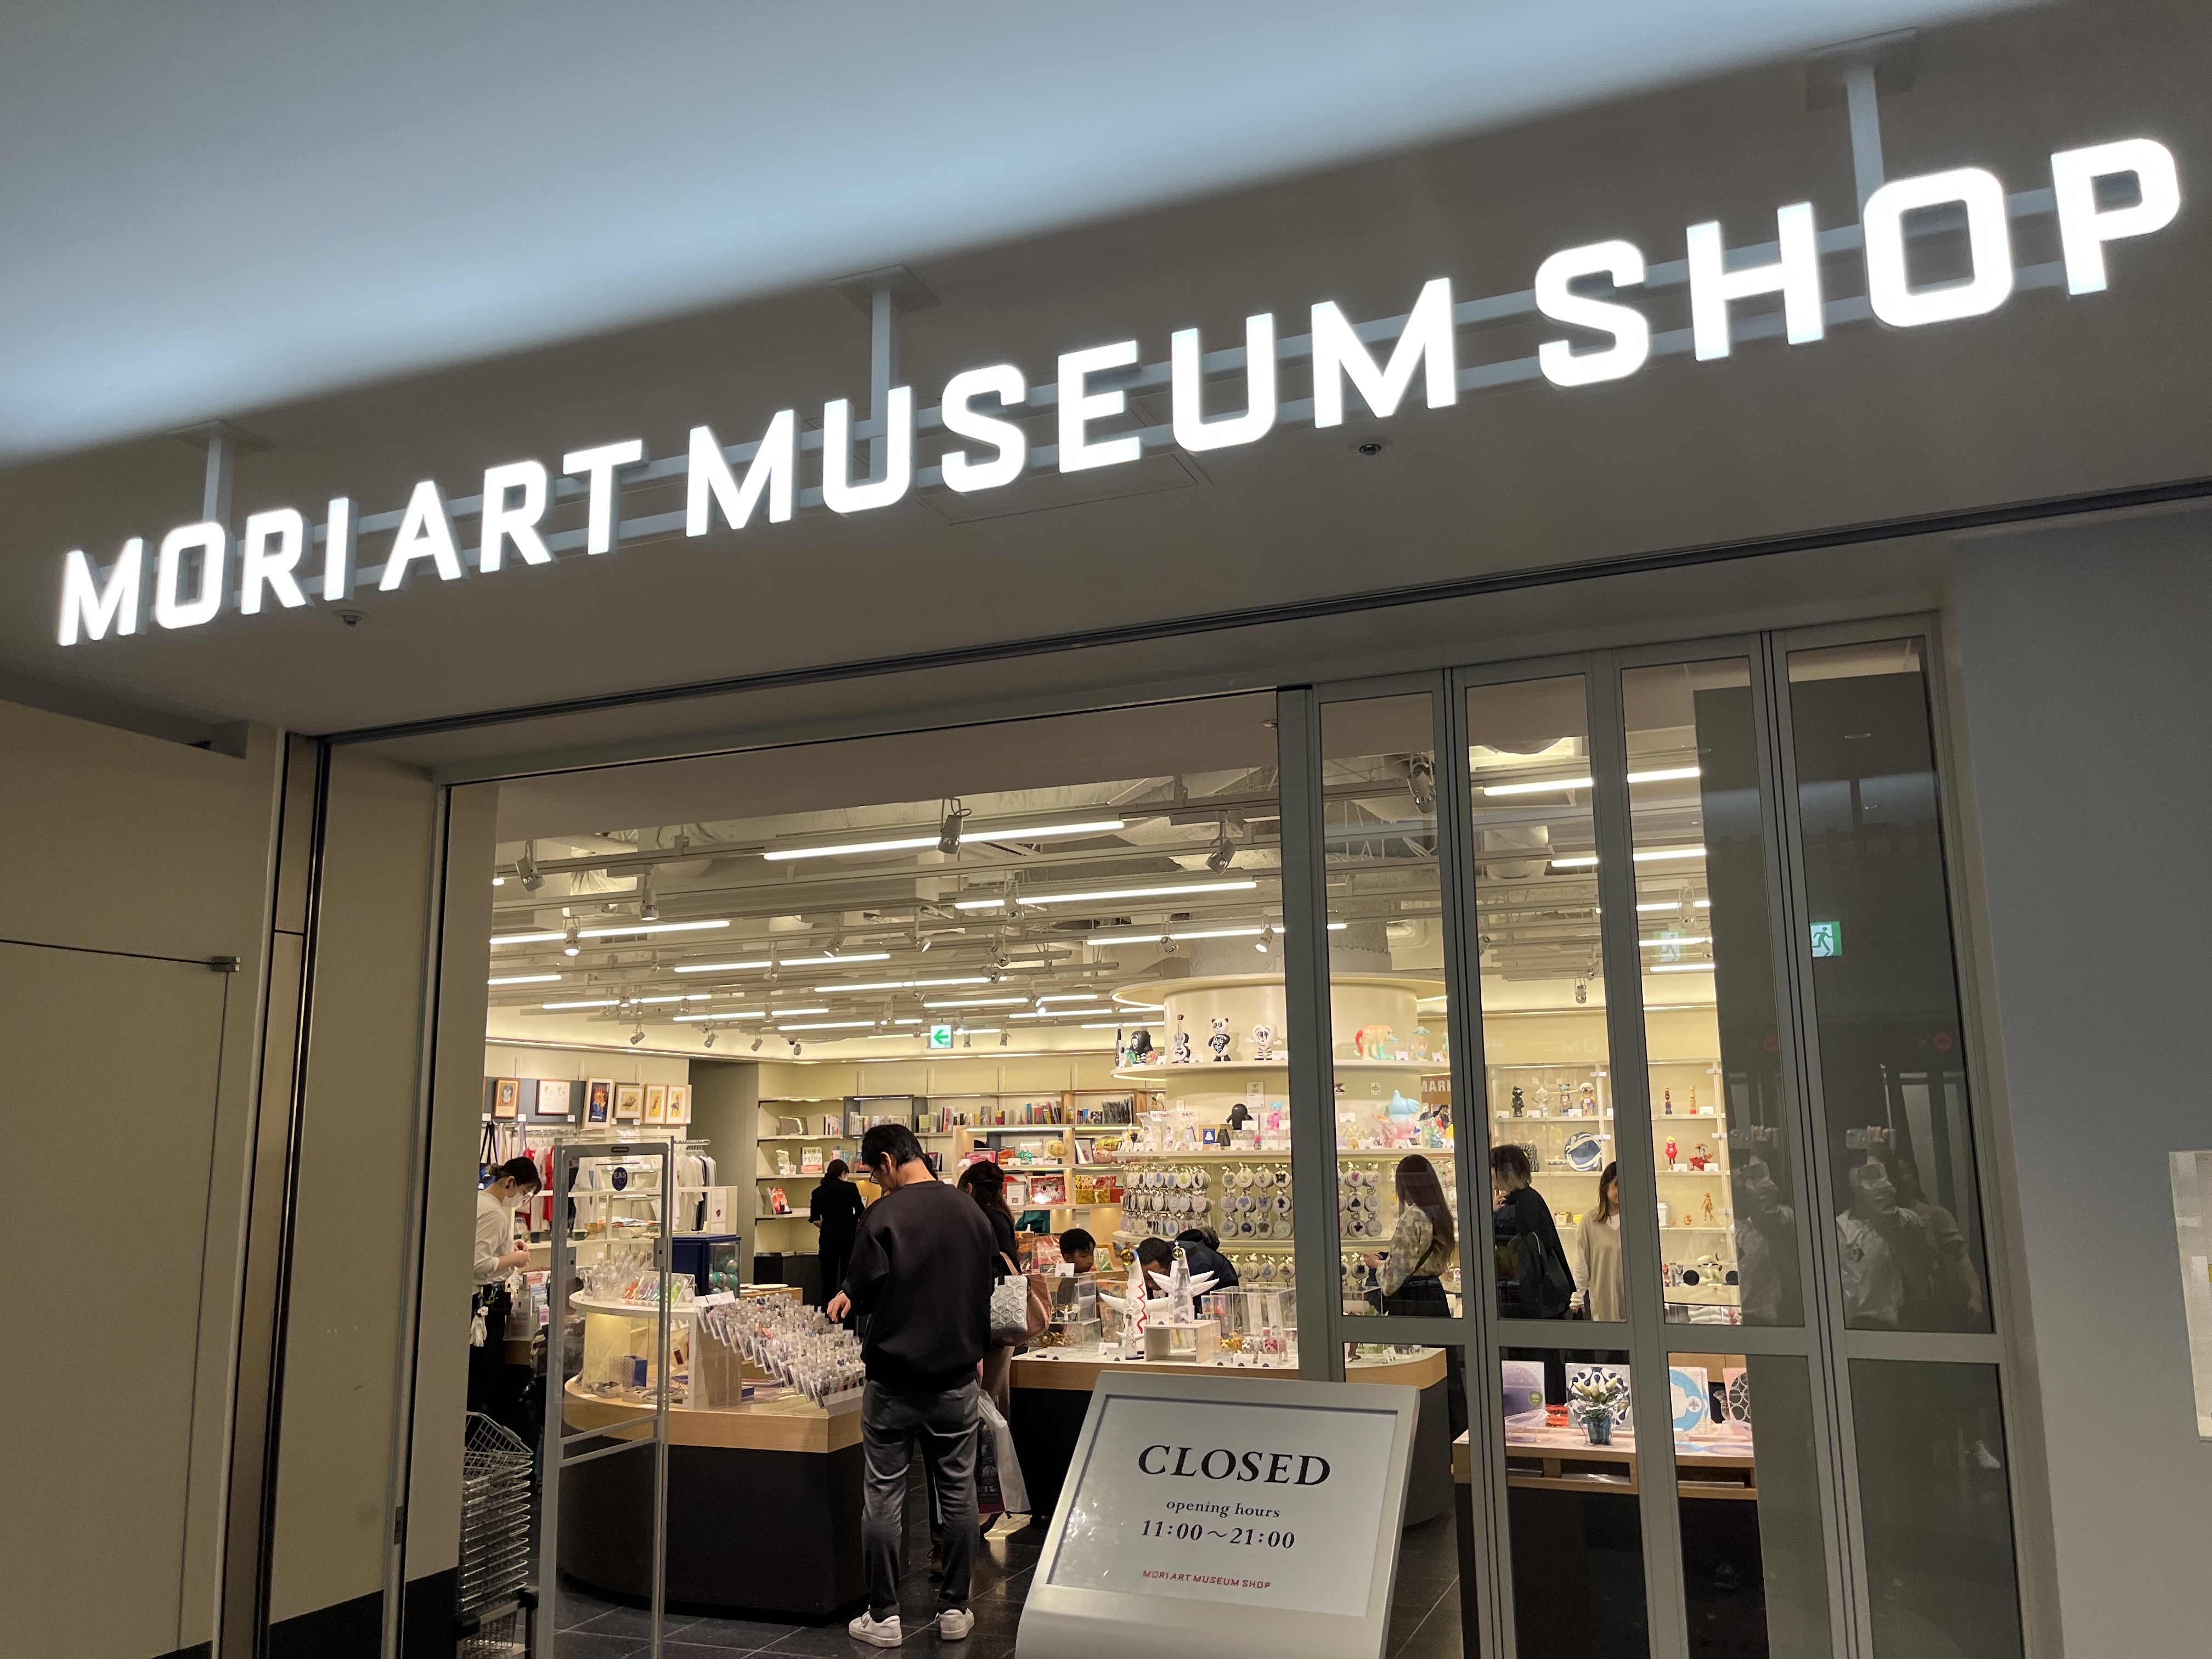 MORI ART MUSEUM SHOP
CLOSED
opening hours
11:00～21:00
MORI ART MUSEUM SHOP